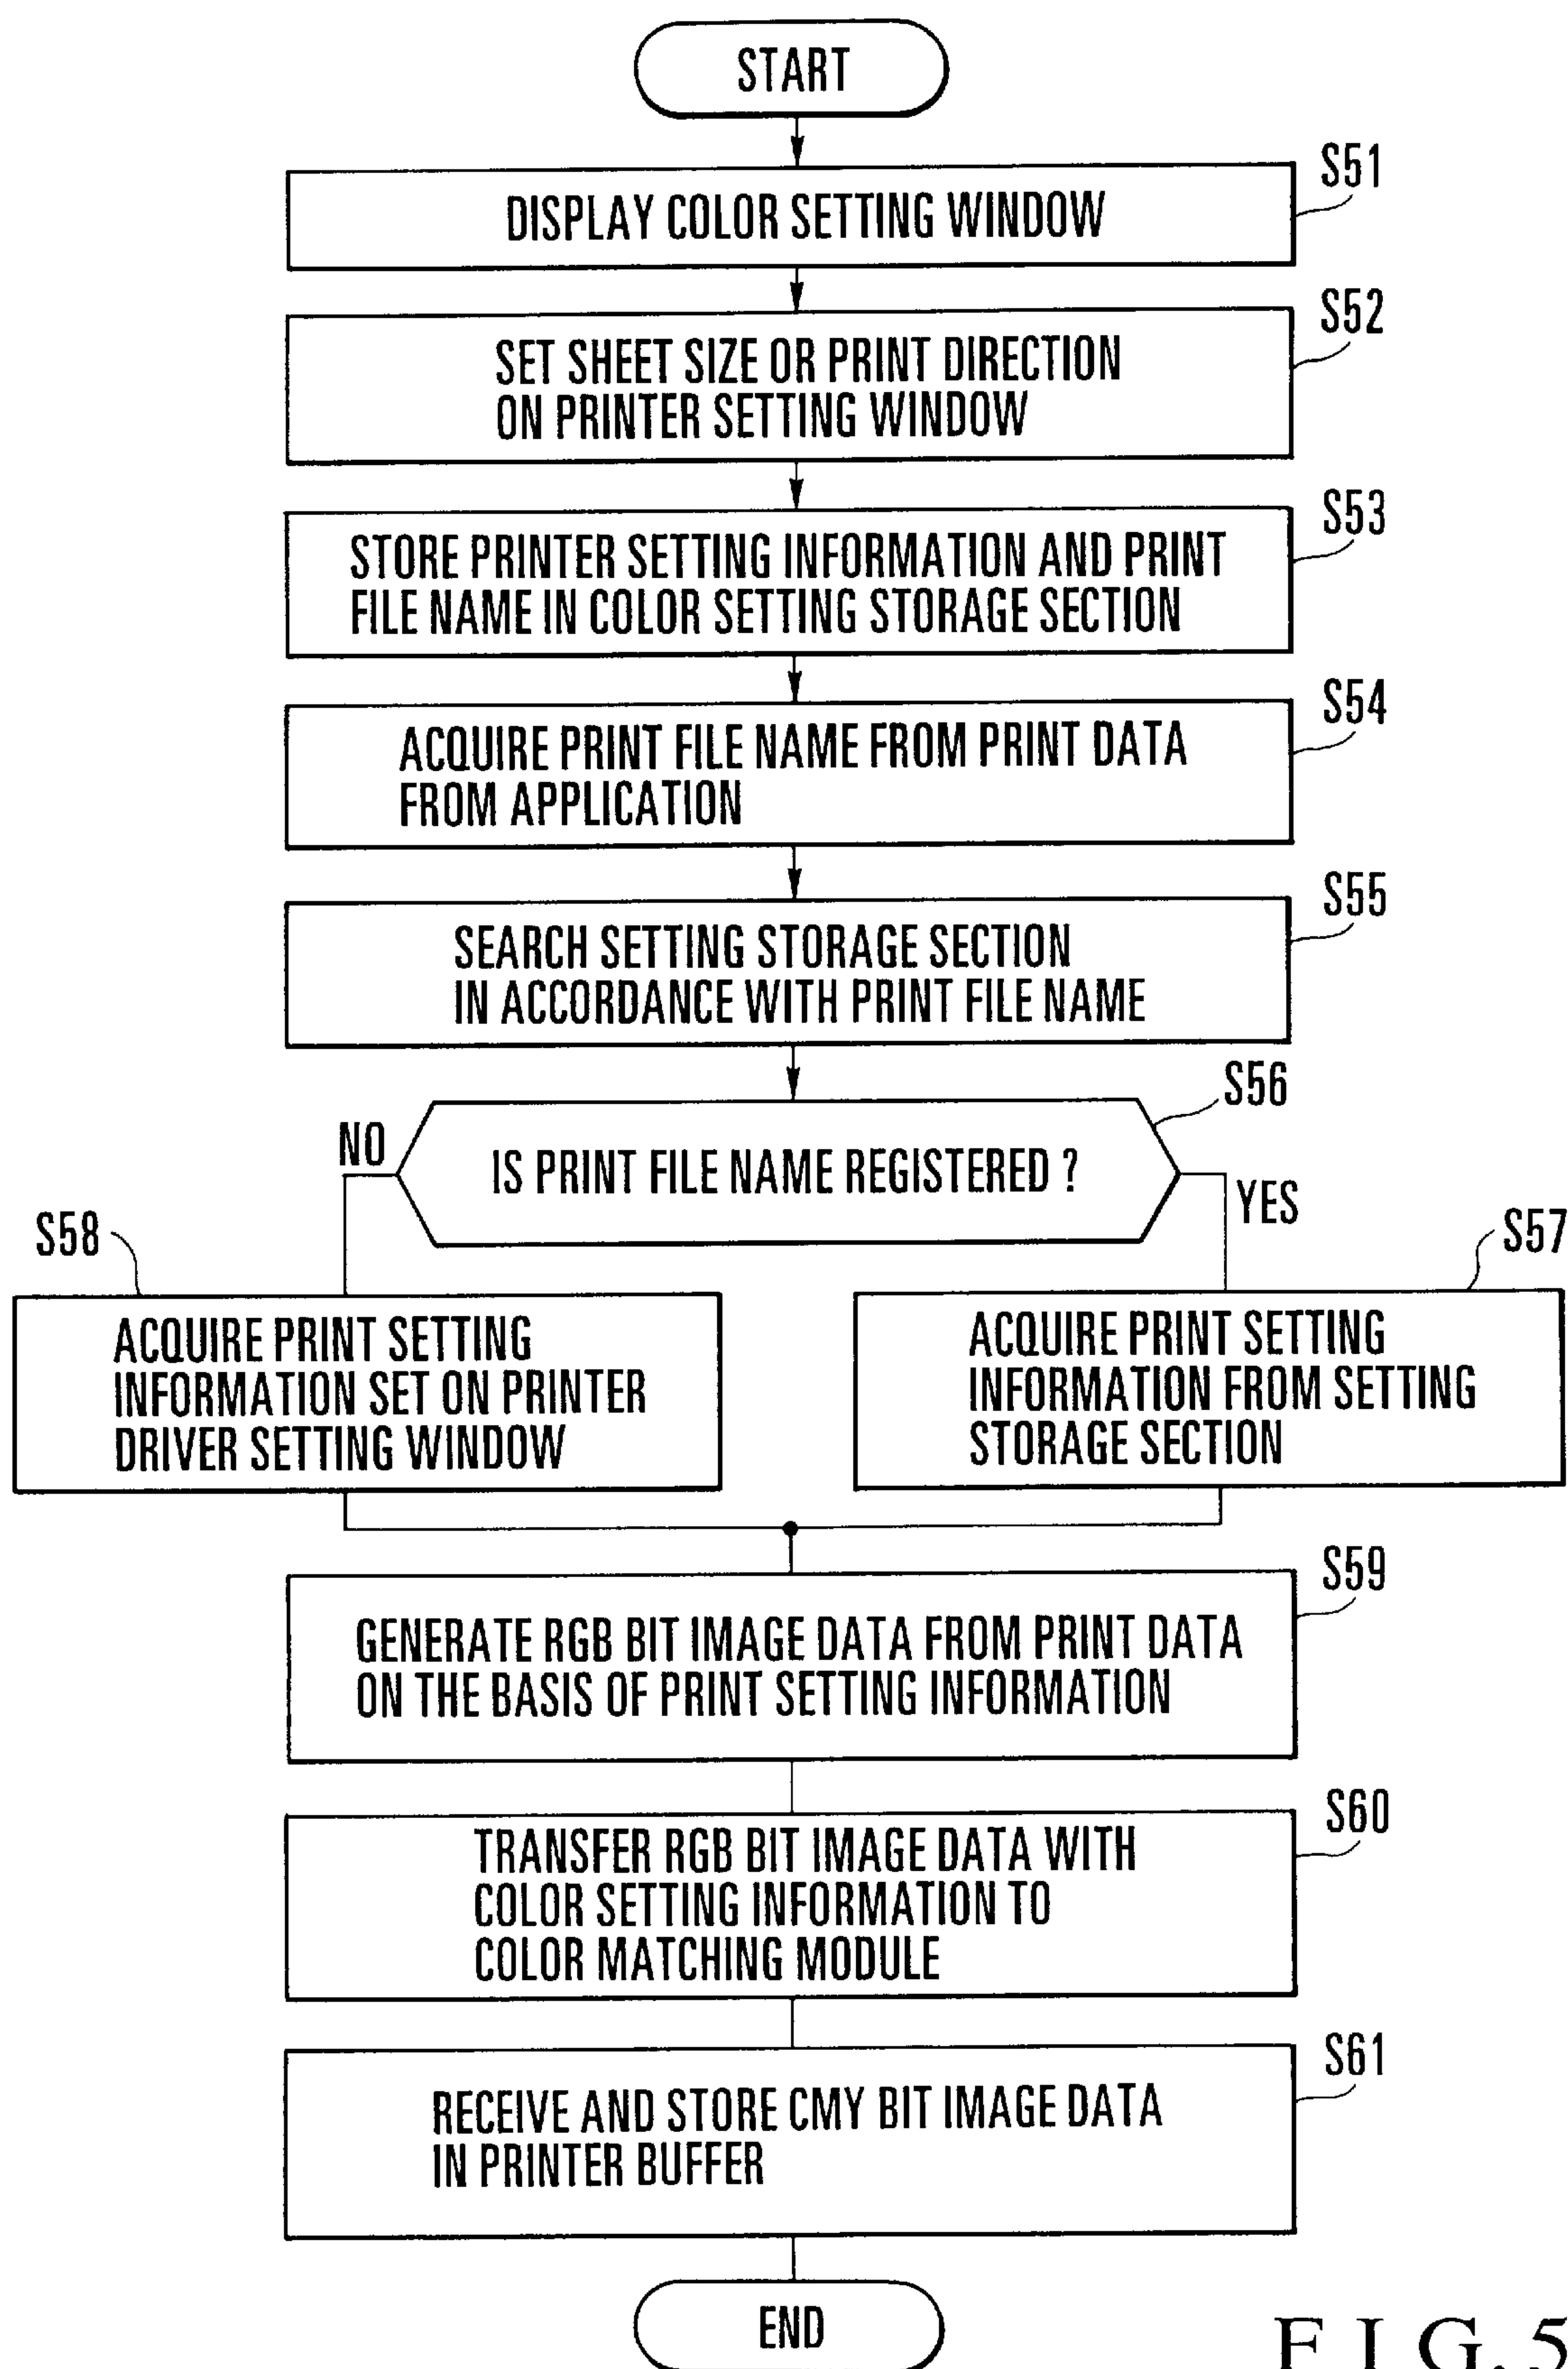 START
S51
DISPLAY COLOR SETTING WINDOW
S52
SET SHEET SIZE OR PRINT DIRECTION
ON PRINTER SETTING WINDOW
S53
STORE PRINTER SETTING INFORMATION AND PRINT
FILE NAME IN COLOR SETTING STORAGE SECTION
S54
ACQUIRE PRINT FILE NAME FROM PRINT DATA
FROM APPLICATION
S55
SEARCH SETTING STORAGE SECTION
IN ACCORDANCE WITH PRINT FILE NAME
S56
NO
IS PRINT FILE NAME REGISTERED ?
YES
S58
ACQUIRE PRINT SETTING
INFORMATION SET ON PRINTER
DRIVER SETTING WINDOW
S57
ACQUIRE PRINT SETTING
INFORMATION FROM SETTING
STORAGE SECTION
S59
GENERATE RGB BIT IMAGE DATA FROM PRINT DATA
ON THE BASIS OF PRINT SETTING INFORMATION
S60
TRANSFER RGB BIT IMAGE DATA WITH
COLOR SETTING INFORMATION TO
COLOR MATCHING MODULE
S61
RECEIVE AND STORE CMY BIT IMAGE DATA
IN PRINTER BUFFER
END
FIG. 5